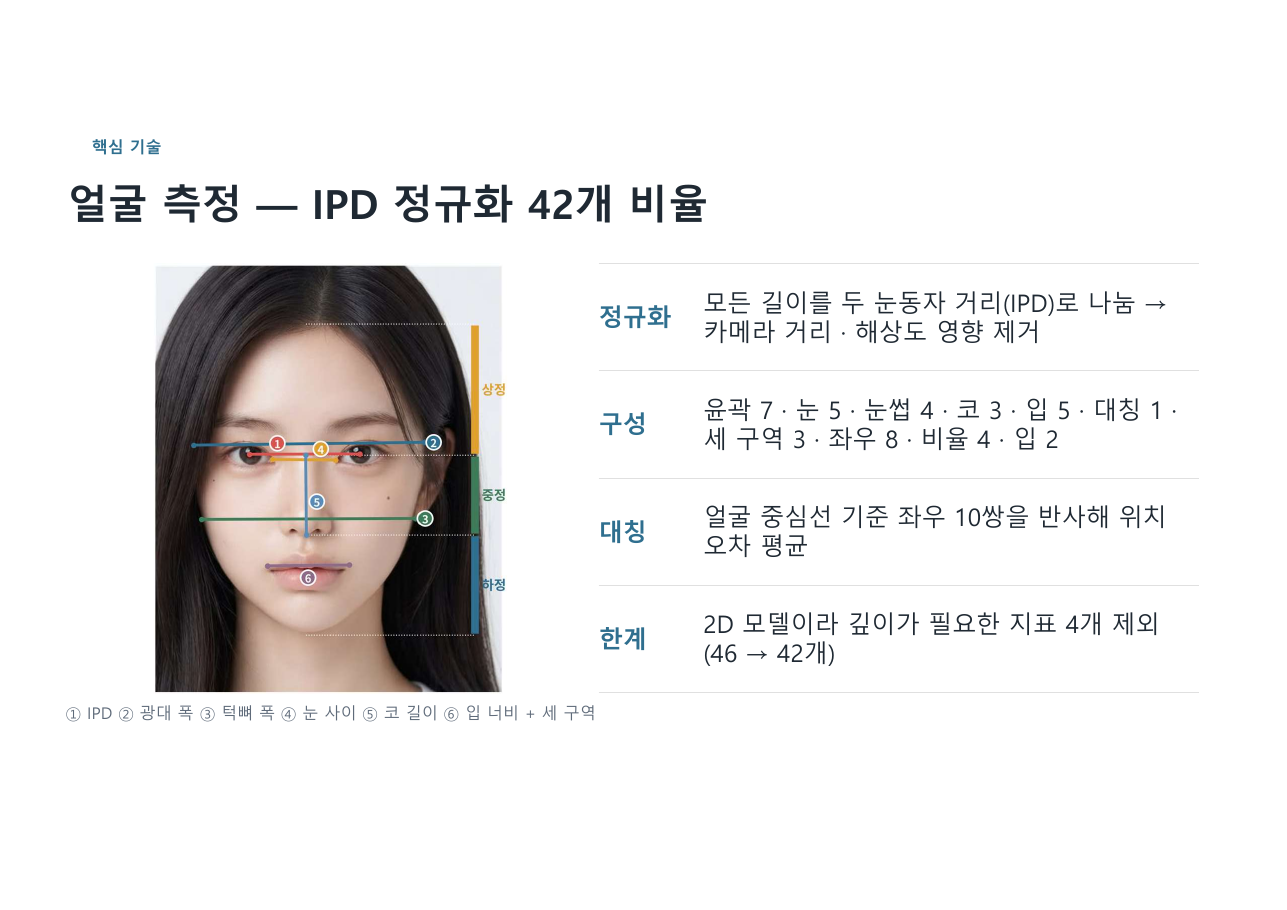 핵심 기술
얼굴 측정 — IPD 정규화 42개 비율
1
2
3
4
5
6
상정
중정
하정
① IPD ② 광대 폭 ③ 턱뼈 폭 ④ 눈 사이 ⑤ 코 길이 ⑥ 입 너비 + 세 구역
정규화
모든 길이를 두 눈동자 거리(IPD)로 나눔 →
카메라 거리 · 해상도 영향 제거
구성
윤곽 7 · 눈 5 · 눈썹 4 · 코 3 · 입 5 · 대칭 1 ·
세 구역 3 · 좌우 8 · 비율 4 · 입 2
대칭
얼굴 중심선 기준 좌우 10쌍을 반사해 위치
오차 평균
한계
2D 모델이라 깊이가 필요한 지표 4개 제외
(46 → 42개)